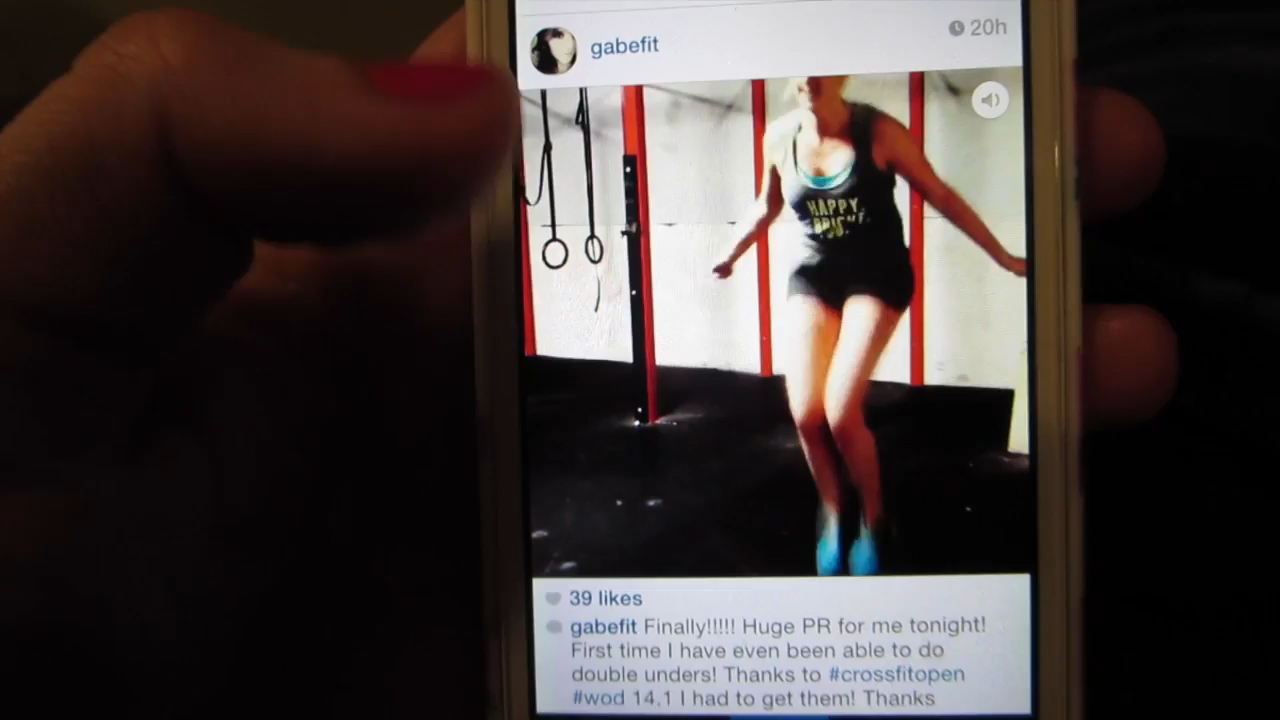 gabefit
20h
HAPPY
39 likes
gabefit Finally!!!!! Huge PR for me tonight!
First time I have even been able to do
double unders! Thanks to #crossfitopen
#wod 14.1 I had to get them! Thanks